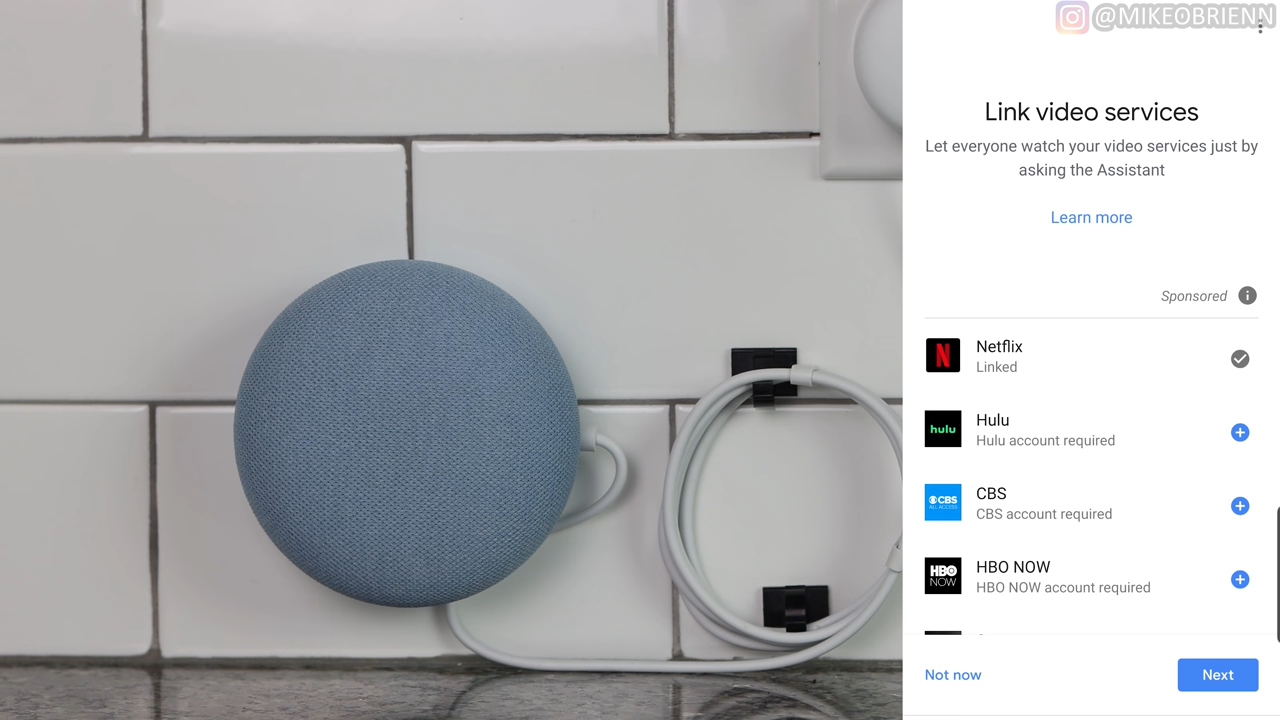 @MIKEOBRIENN
Link video services
Let everyone watch your video services just by
asking the Assistant
Learn more
Sponsored
N
Netflix
Linked
hulu
Hulu
Hulu account required
CBS
ALL ACCESS
CBS
CBS account required
HBO
NOW
HBO NOW
HBO NOW account required
Not now
Next